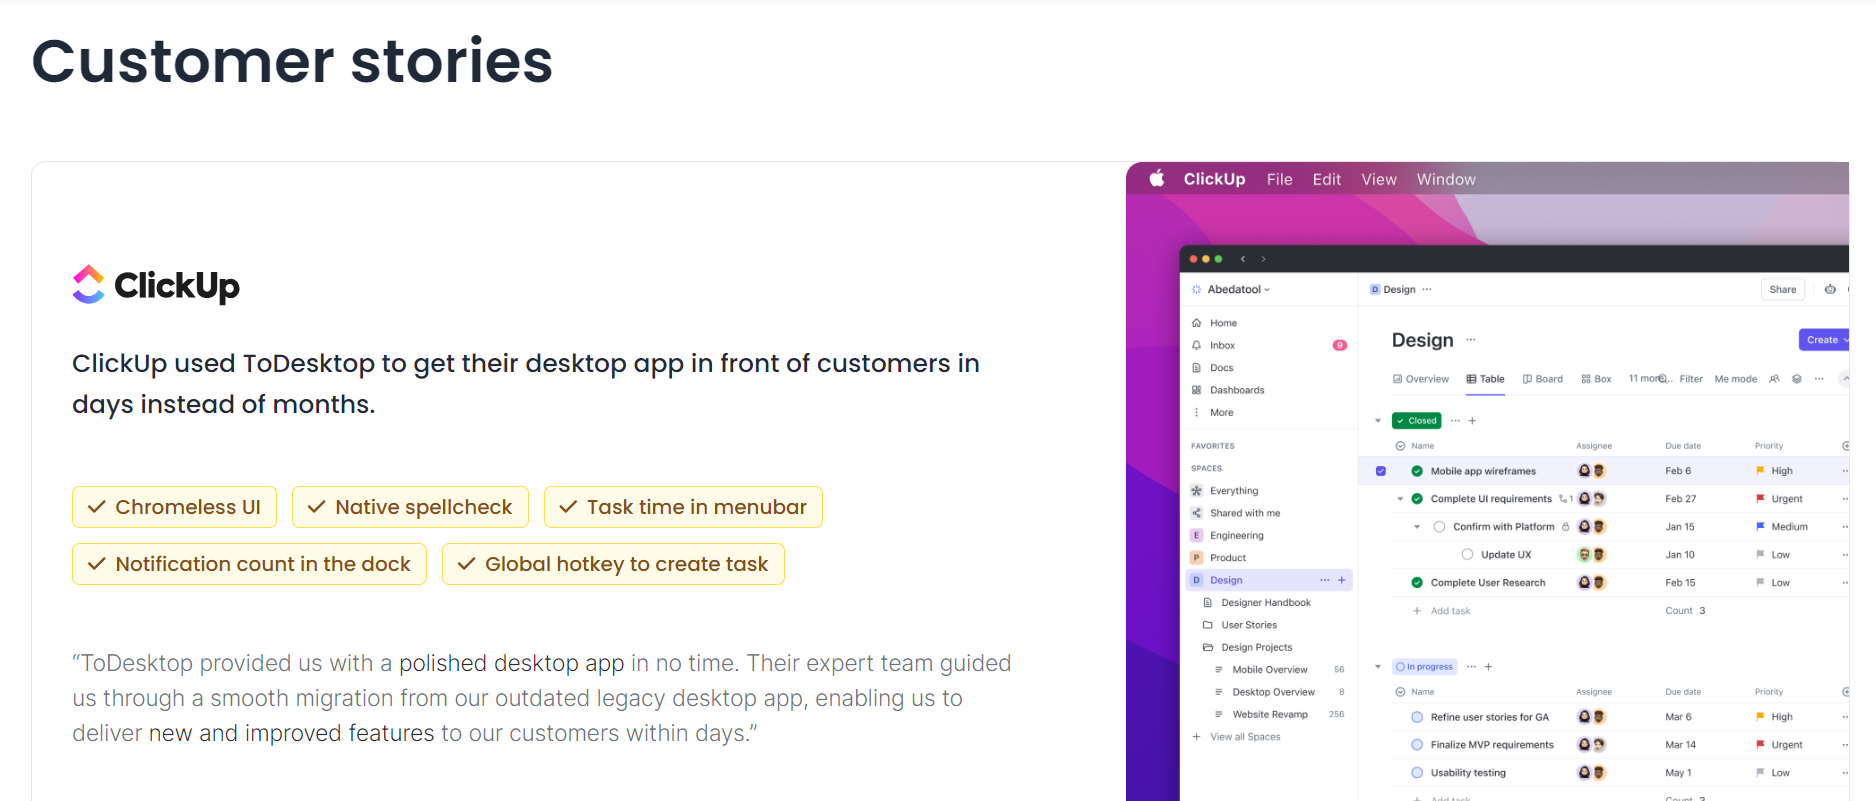 Customer stories
ClickUp
ClickUp used ToDesktop to get their desktop app in front of customers in
days instead of months.
Chromeless UI
Native spellcheck
Task time in menubar
Notification count in the dock
Global hotkey to create task
“ToDesktop provided us with a polished desktop app in no time. Their expert team guided
us through a smooth migration from our outdated legacy desktop app, enabling us to
deliver new and improved features to our customers within days.”
ClickUp File Edit View Window
Abedatool
Home
Inbox 9
Docs
Dashboards
More
FAVORITES
SPACES
Everything
Shared with me
E Engineering
P Product
D Design
Designer Handbook
User Stories
Design Projects
Mobile Overview 56
Desktop Overview 8
Website Revamp 256
View all Spaces
D Design ··· Share
Design ··· Create
Overview Table Board Box 11 more... Filter Me mode
Closed
Name Assignee Due date Priority
Mobile app wireframes Feb 6 High
Complete UI requirements 1 Feb 27 Urgent
Confirm with Platform Jan 15 Medium
Update UX Jan 10 Low
Complete User Research Feb 15 Low
Add task Count 3
In progress
Name Assignee Due date Priority
Refine user stories for GA Mar 6 High
Finalize MVP requirements Mar 14 Urgent
Usability testing May 1 Low
Add task Count 3